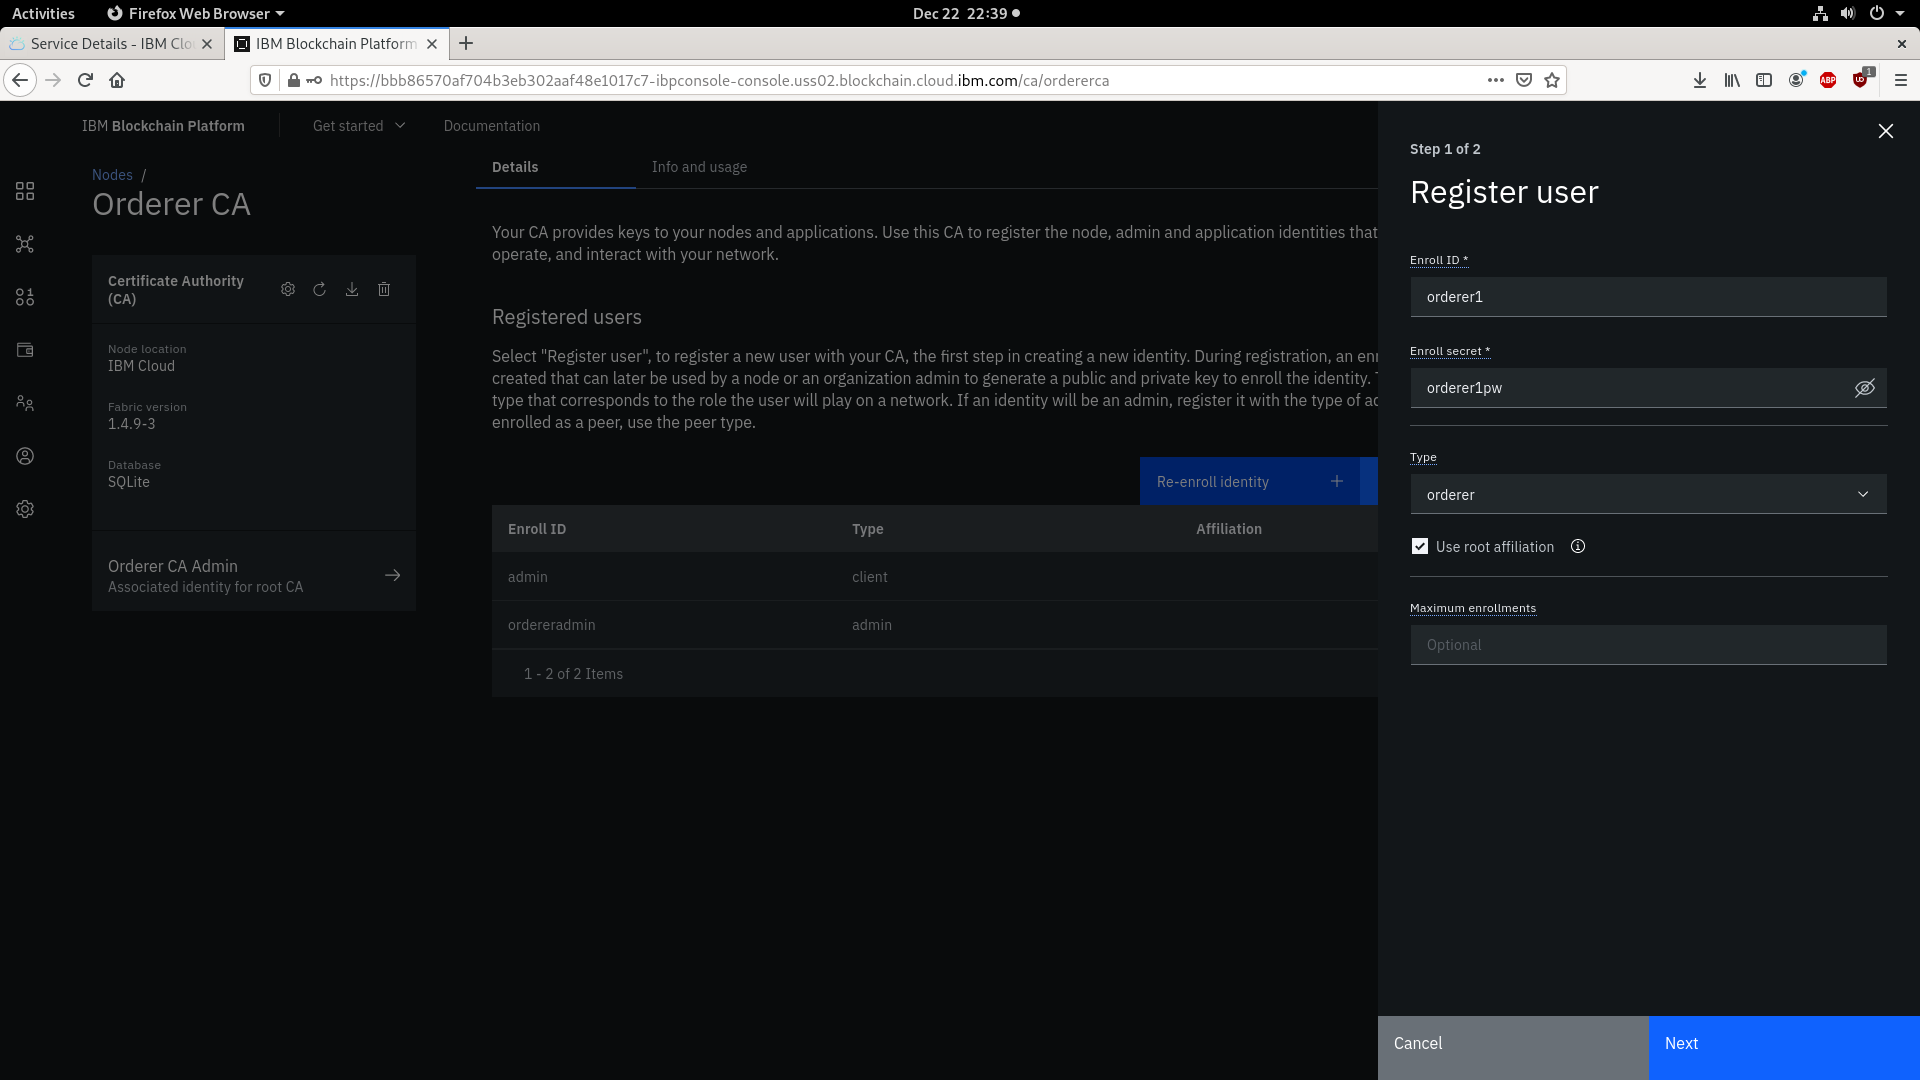 Activities
Firefox Web Browser
Dec 22 22:39
Service Details - IBM Clo
IBM Blockchain Platform
https://bbb86570af704b3eb302aaf48e1017c7-ibpconsole-console.uss02.blockchain.cloud.ibm.com/ca/ordererca
ABP
1
IBM Blockchain Platform
Get started
Documentation
Nodes /
Orderer CA
Certificate Authority
(CA)
Node location
IBM Cloud
Fabric version
1.4.9-3
Database
SQLite
Orderer CA Admin
Associated identity for root CA
Details
Info and usage
Your CA provides keys to your nodes and applications. Use this CA to register the node, admin and application identities that
operate, and interact with your network.
Registered users
Select "Register user", to register a new user with your CA, the first step in creating a new identity. During registration, an en
created that can later be used by a node or an organization admin to generate a public and private key to enroll the identity.
type that corresponds to the role the user will play on a network. If an identity will be an admin, register it with the type of a
enrolled as a peer, use the peer type.
Re-enroll identity
Enroll ID
Type
Affiliation
admin
client
ordereradmin
admin
1 - 2 of 2 Items
Step 1 of 2
Register user
Enroll ID *
orderer1
Enroll secret *
orderer1pw
Type
orderer
Use root affiliation
Maximum enrollments
Optional
Cancel
Next